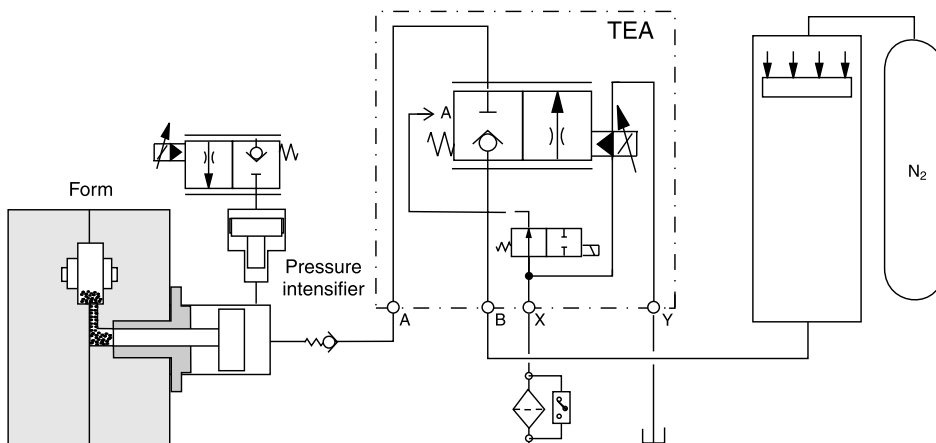 TEA
A
N₂
Form
Pressure
intensifier
A
B
X
Y